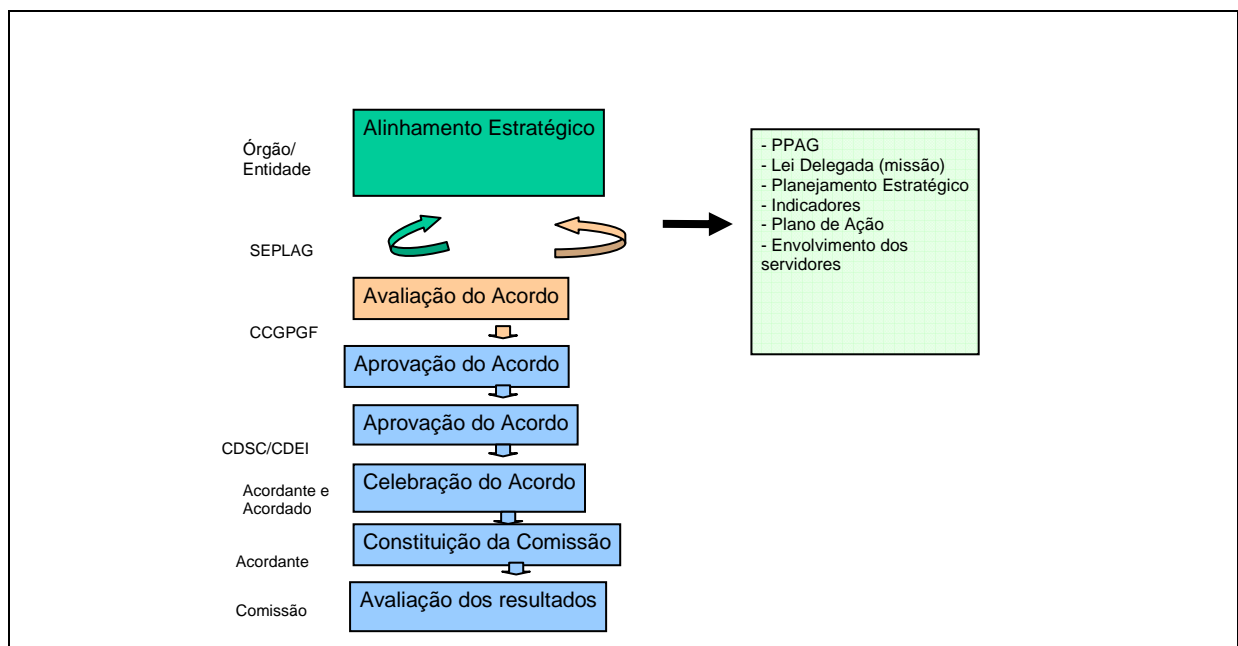 Alinhamento Estratégico
Órgão/
Entidade
- PPAG
- Lei Delegada (missão)
- Planejamento Estratégico
- Indicadores
- Plano de Ação
- Envolvimento dos
servidores
SEPLAG
Avaliação do Acordo
CCGPGF
Aprovação do Acordo
Aprovação do Acordo
CDSC/CDEI
Celebração do Acordo
Acordante e
Acordado
Constituição da Comissão
Acordante
Avaliação dos resultados
Comissão